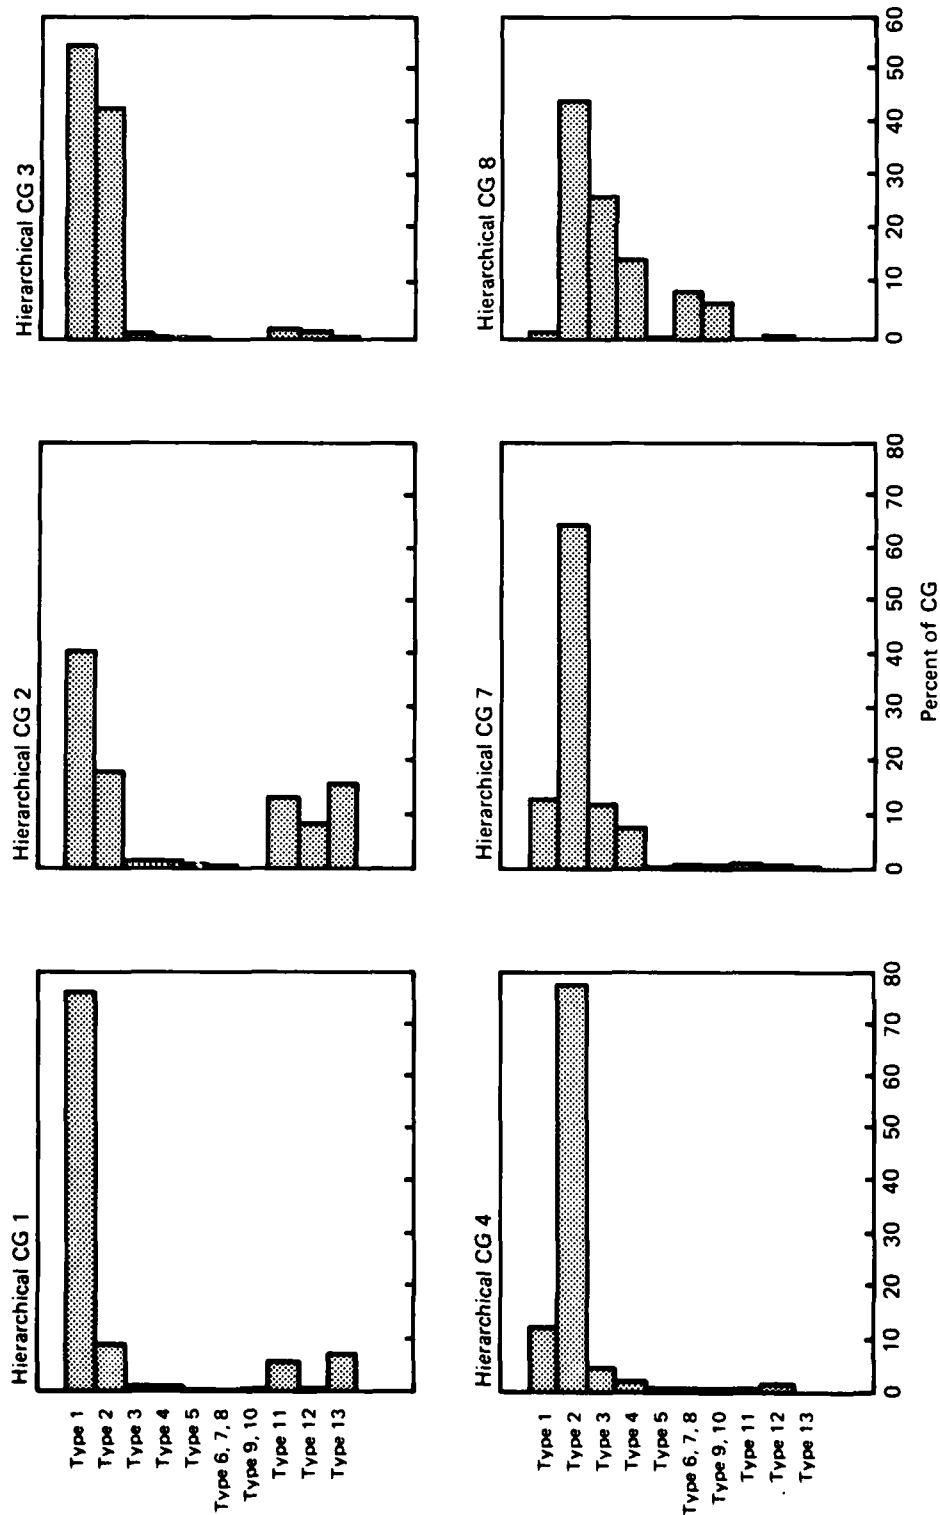 Hierarchical CG 1
Hierarchical CG 2
Hierarchical CG 3
Type 1
Type 2
Type 3
Type 4
Type 5
Type 6, 7, 8
Type 9, 10
Type 11
Type 12
Type 13
Hierarchical CG 4
Hierarchical CG 7
Hierarchical CG 8
Type 1
Type 2
Type 3
Type 4
Type 5
Type 6, 7, 8
Type 9, 10
Type 11
. Type 12
Type 13
0 10 20 30 40 50 60 70 80
0 10 20 30 40 50 60 70 80
0 10 20 30 40 50 60
Percent of CG